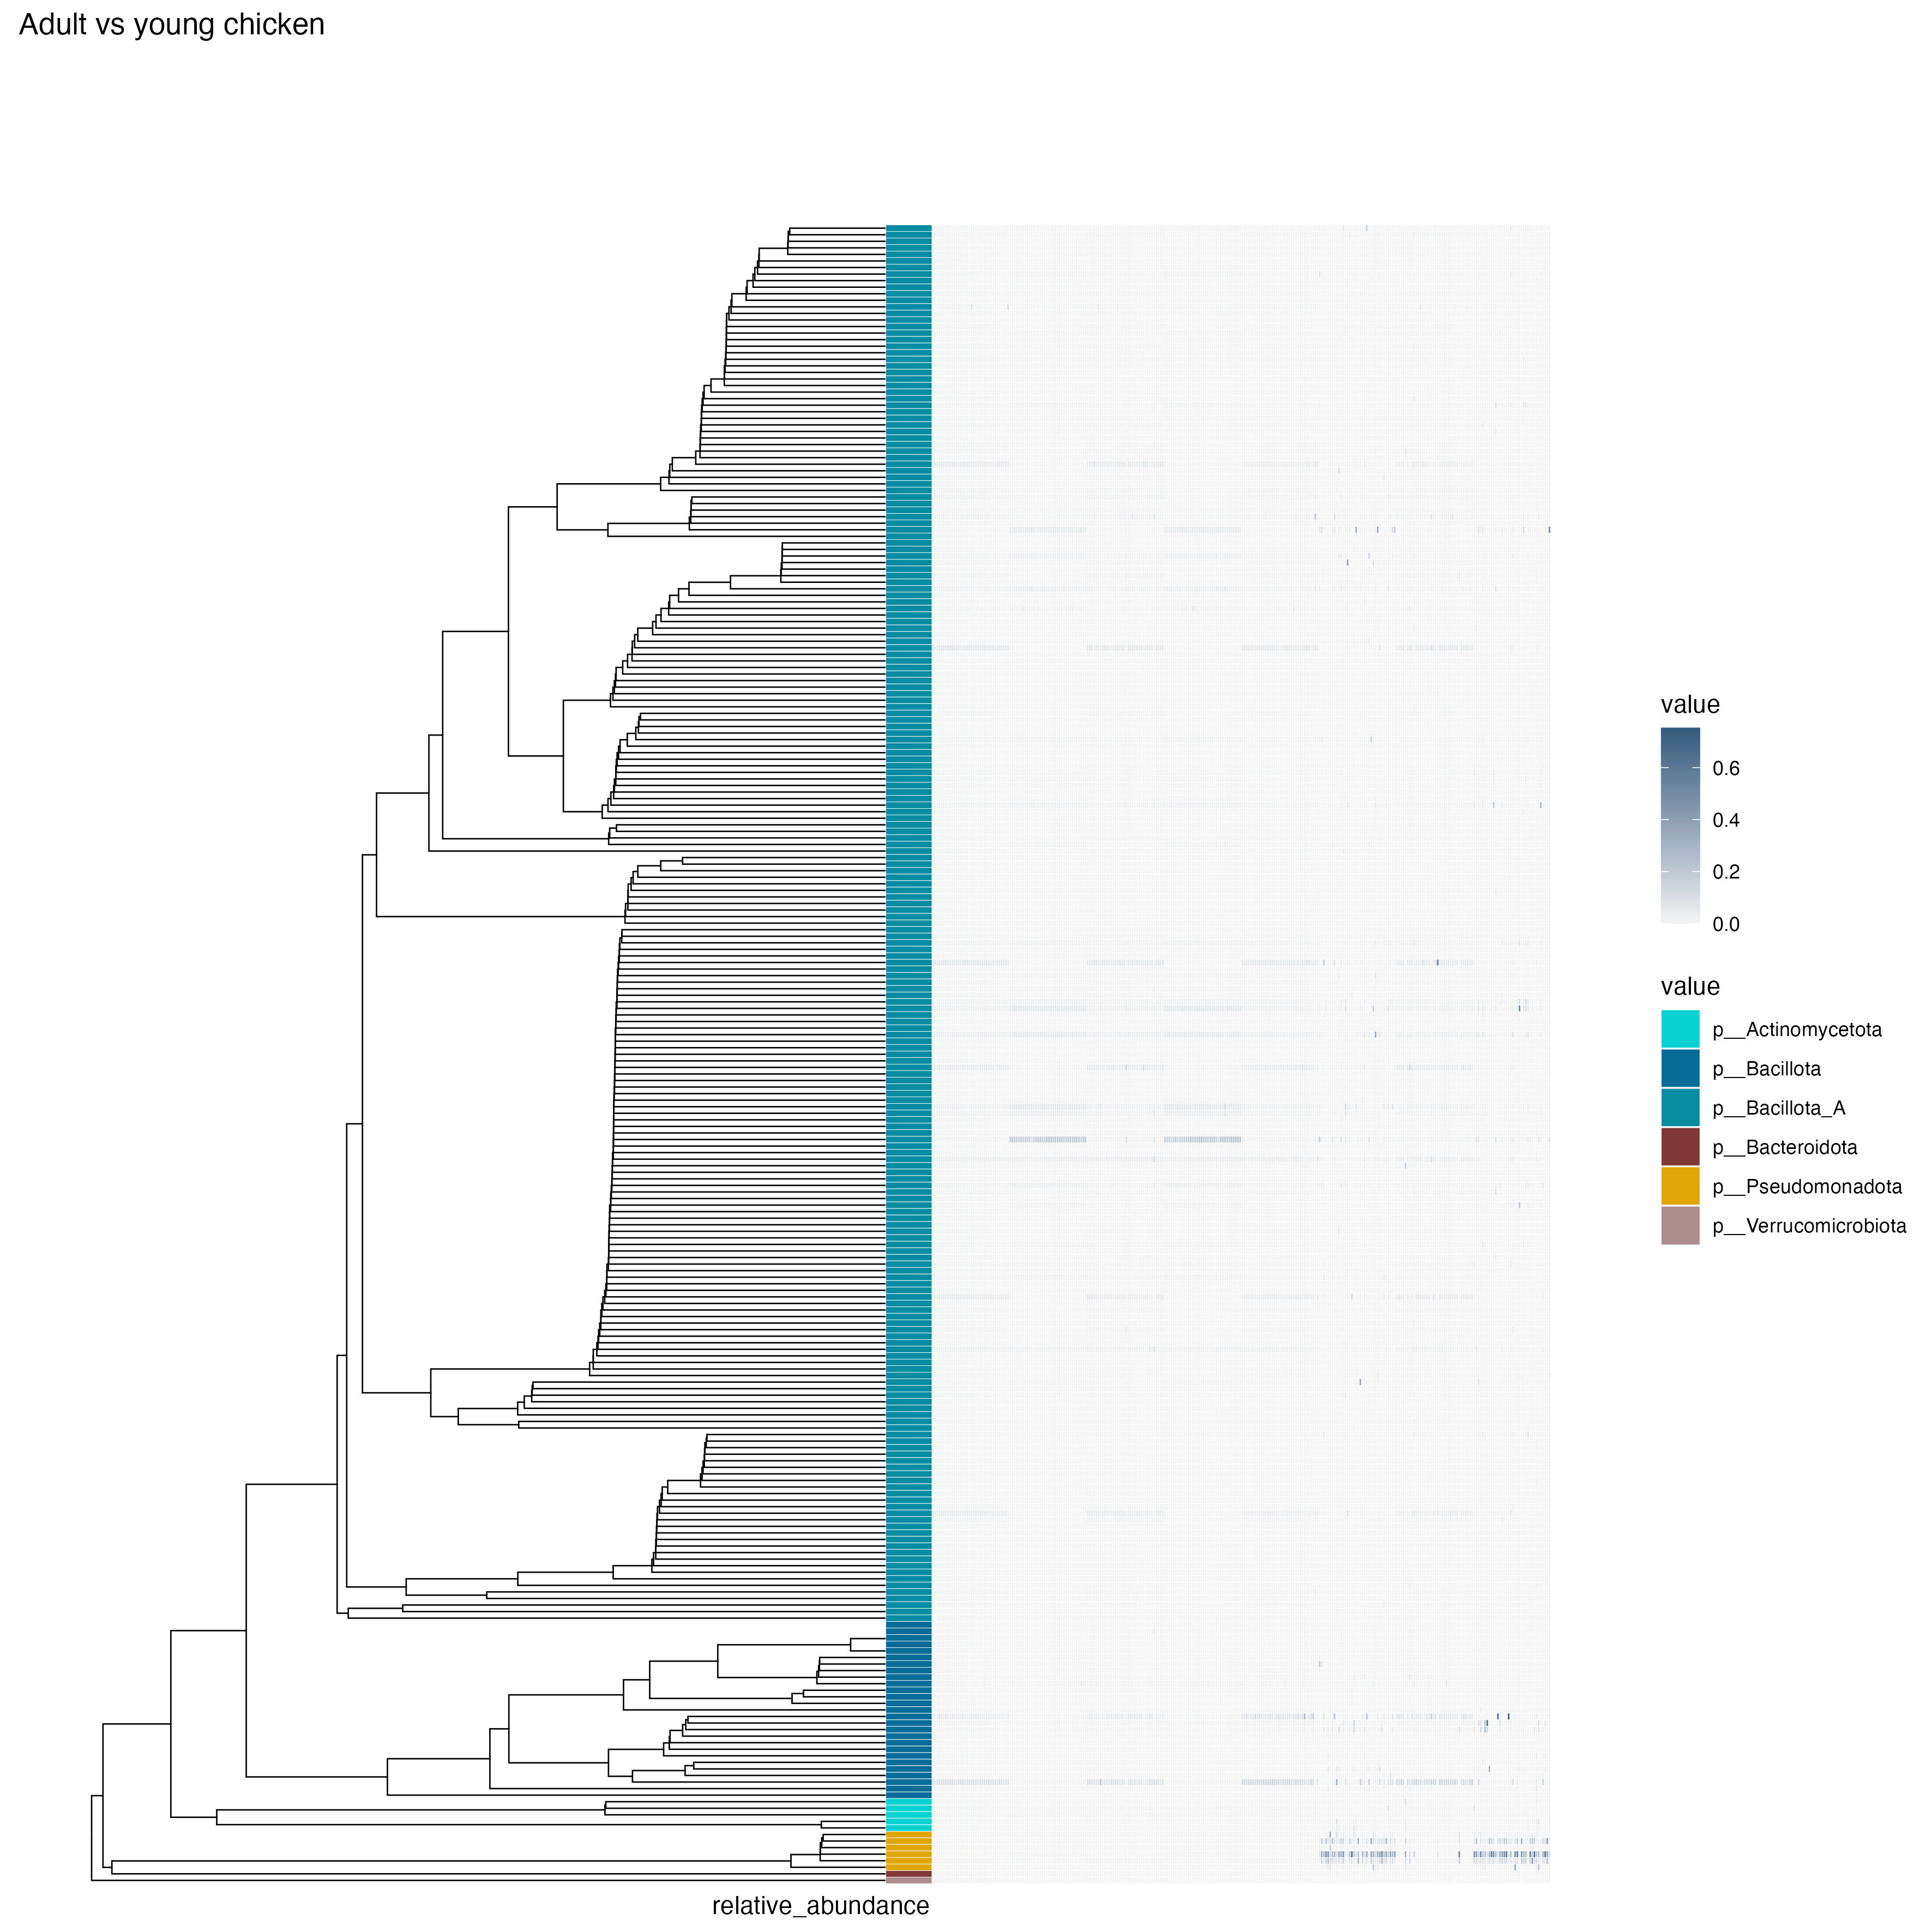 Adult vs young chicken
value
0.6
0.4
0.2
0.0
value
p__Actinomycetota
p__Bacillota
p__Bacillota_A
p__Bacteroidota
p__Pseudomonadota
p__Verrucomicrobiota
relative_abundance